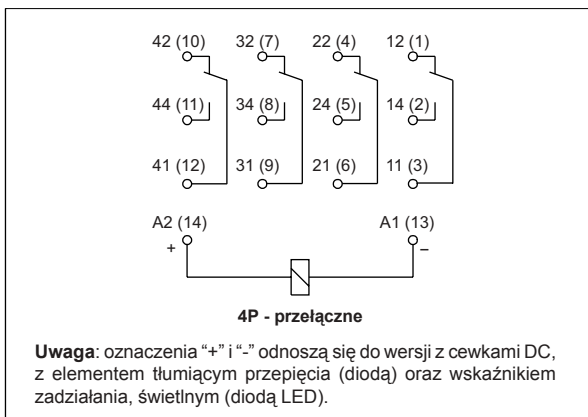 42 (10) 32 (7) 22 (4) 12 (1)
44 (11) 34 (8) 24 (5) 14 (2)
41 (12) 31 (9) 21 (6) 11 (3)
A2 (14) A1 (13)
+ –
4P - przełączne
Uwaga: oznaczenia “+” i “-” odnoszą się do wersji z cewkami DC,
z elementem tłumiącym przepięcia (diodą) oraz wskaźnikiem
zadziałania, świetlnym (diodą LED).